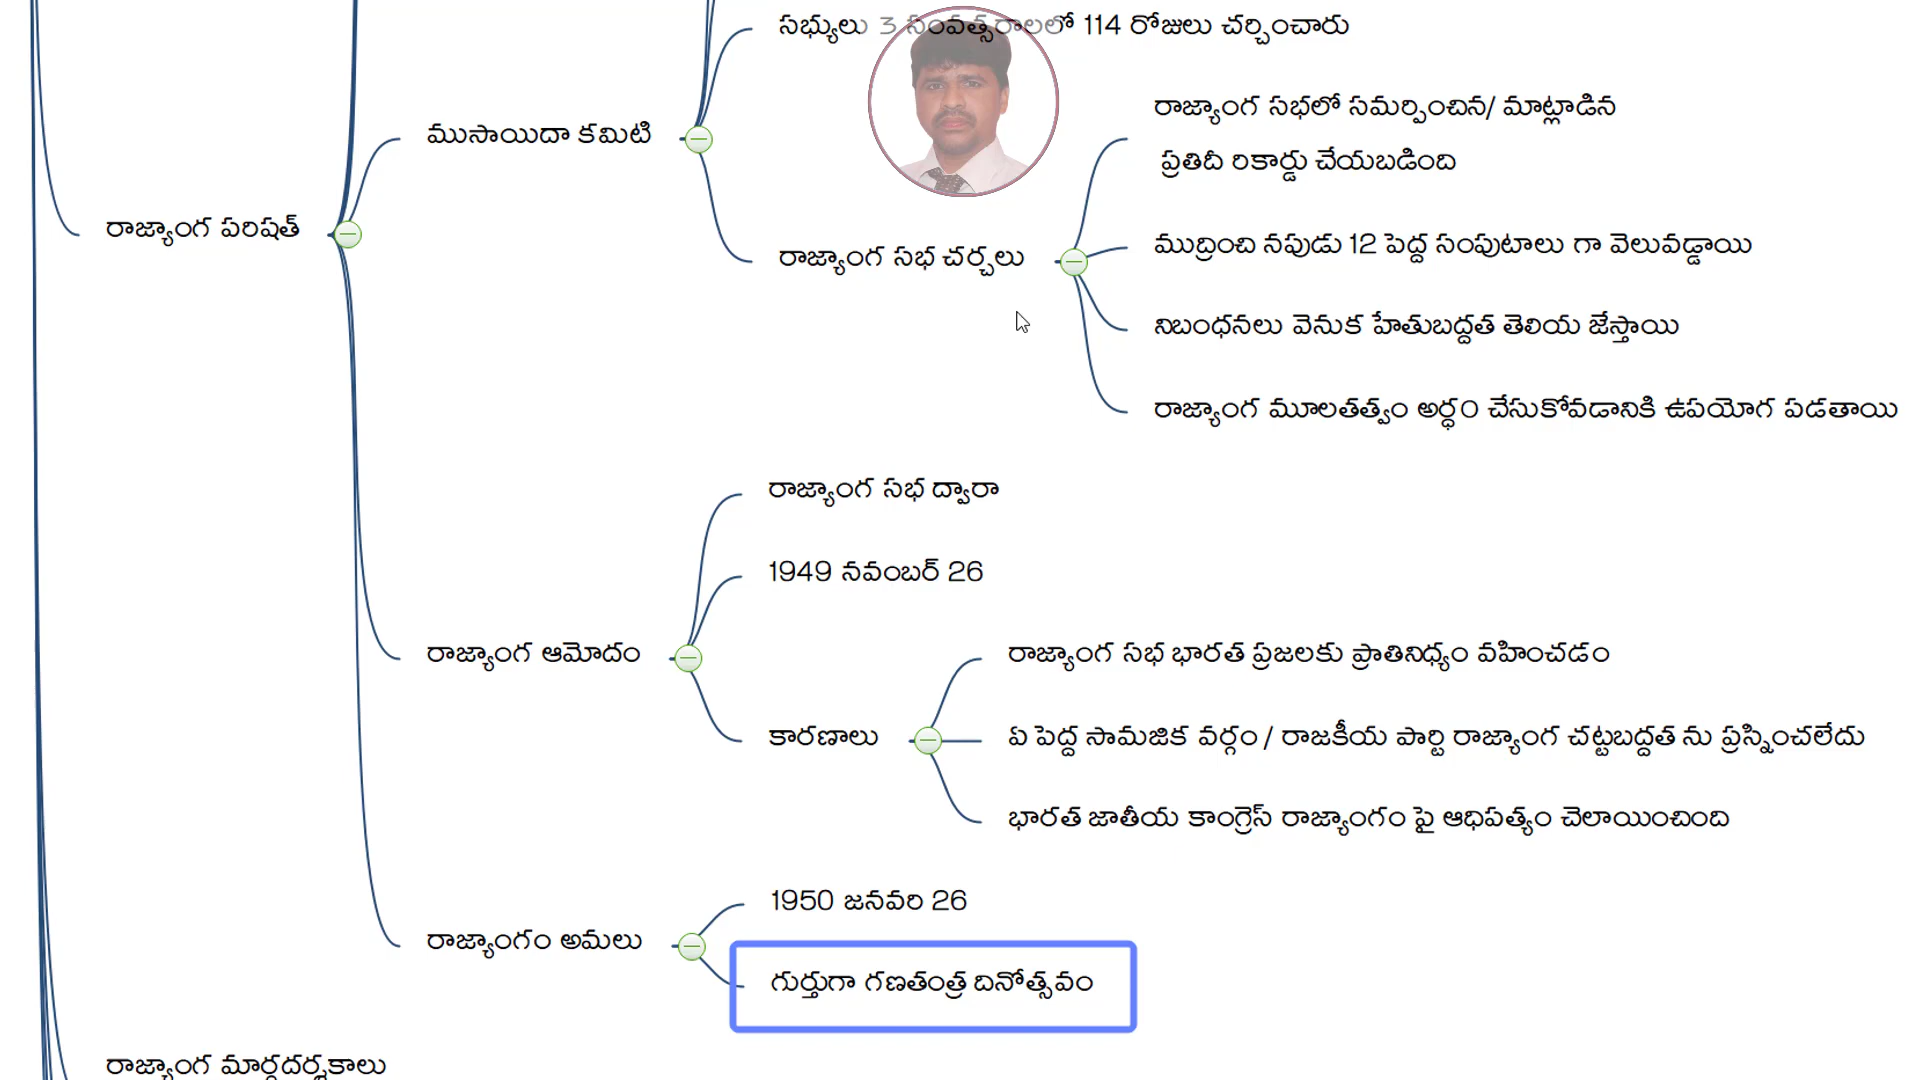 సభ్యులు 3 సంవత్సరాలలో 114 రోజులు చర్చించారు
రాజ్యాంగ సభలో సమర్పించిన/ మాట్లాడిన
ప్రతిదీ రికార్డు చేయబడింది
ముసాయిదా కమిటి
రాజ్యాంగ పరిషత్
రాజ్యాంగ సభ చర్చలు
ముద్రించి నపుడు 12 పెద్ద సంపుటాలు గా వెలువడ్డాయి
నిబంధనలు వెనుక హేతుబద్దత తెలియ జేస్తాయి
రాజ్యాంగ మూలతత్వం అర్ధ౦ చేసుకోవడానికి ఉపయోగ పడతాయి
రాజ్యాంగ సభ ద్వారా
1949 నవంబర్ 26
రాజ్యాంగ ఆమోదం
రాజ్యాంగ సభ భారత ప్రజలకు ప్రాతినిధ్యం వహించడం
కారణాలు
ఏ పెద్ద సామజిక వర్గం / రాజకీయ పార్టి రాజ్యాంగ చట్టబద్దత్ ను ప్రస్నించలేదు
భారత జాతీయ కాంగ్రెస్ రాజ్యాంగం పై ఆధిపత్యం చెలాయించింది
1950 జనవరి 26
రాజ్యాంగం అమలు
గుర్తుగా గణతంత్ర దినోత్సవం
రాజ్యాంగ మార్గదర్శకాలు